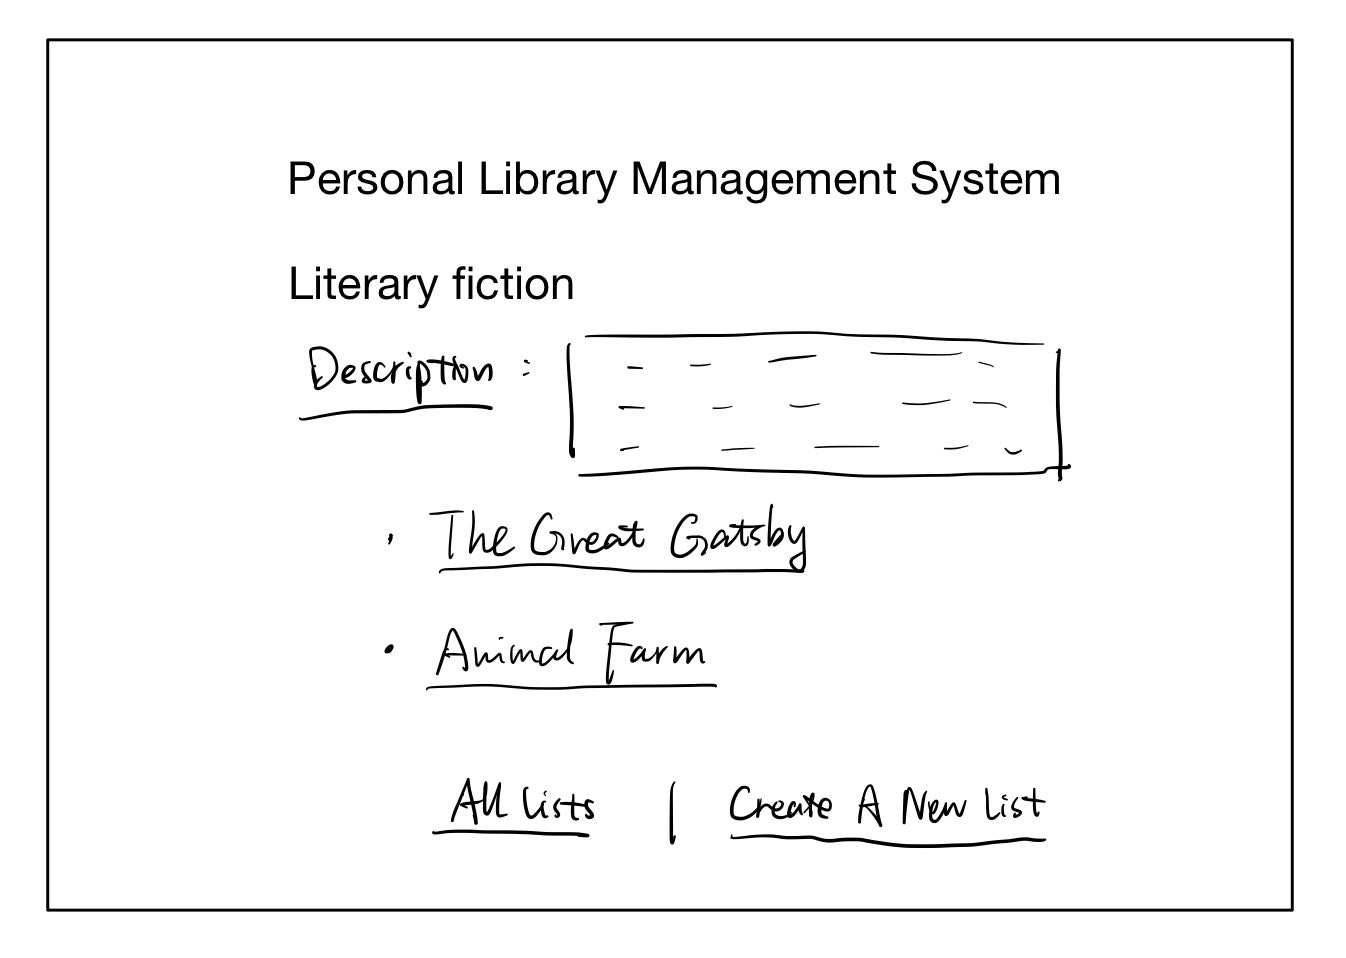 Personal Library Management System
Literary fiction
Description :
• The Great Gatsby
• Animal Farm
All Lists | Create A New List